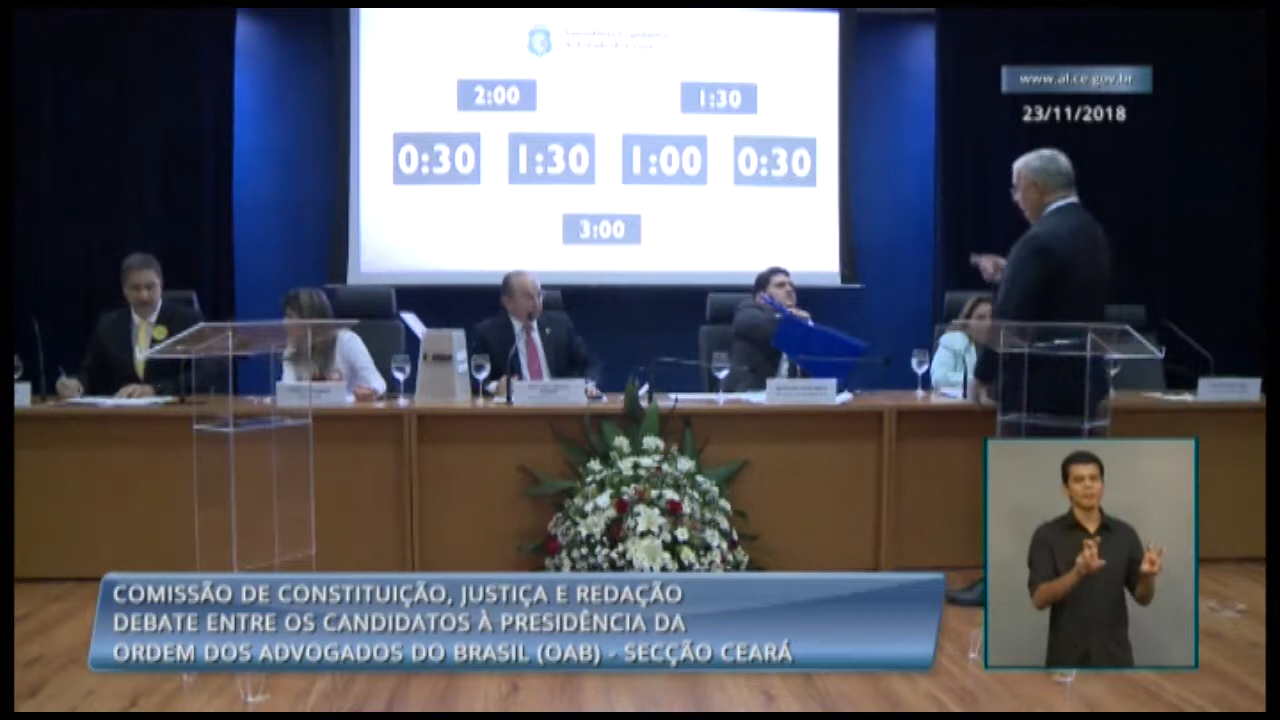 www.al.ce.gov.br
23/11/2018
2:00
1:30
0:30
1:30
1:00
0:30
3:00
COMISSÃO DE CONSTITUIÇÃO, JUSTIÇA E REDAÇÃO
DEBATE ENTRE OS CANDIDATOS À PRESIDÊNCIA DA
ORDEM DOS ADVOGADOS DO BRASIL (OAB) - SECÇÃO CEARÁ